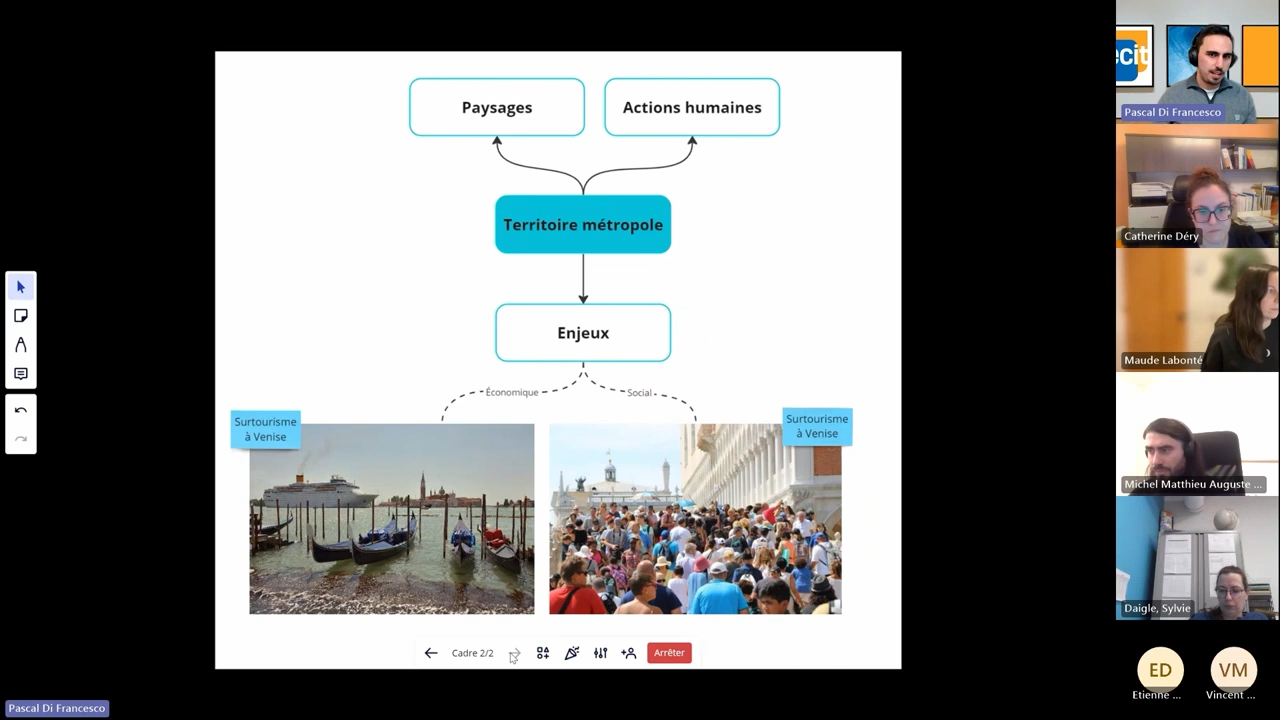 Paysages
Actions humaines
Territoire métropole
Enjeux
Économique
Social
Surtourisme
à Venise
Surtourisme
à Venise
Cadre 2/2
Arrêter
Pascal Di Francesco
ecit
Pascal Di Francesco
Catherine Déry
Maude Labonté
Michel Matthieu Auguste ...
Daigle, Sylvie
ED
Etienne ...
VM
Vincent ...